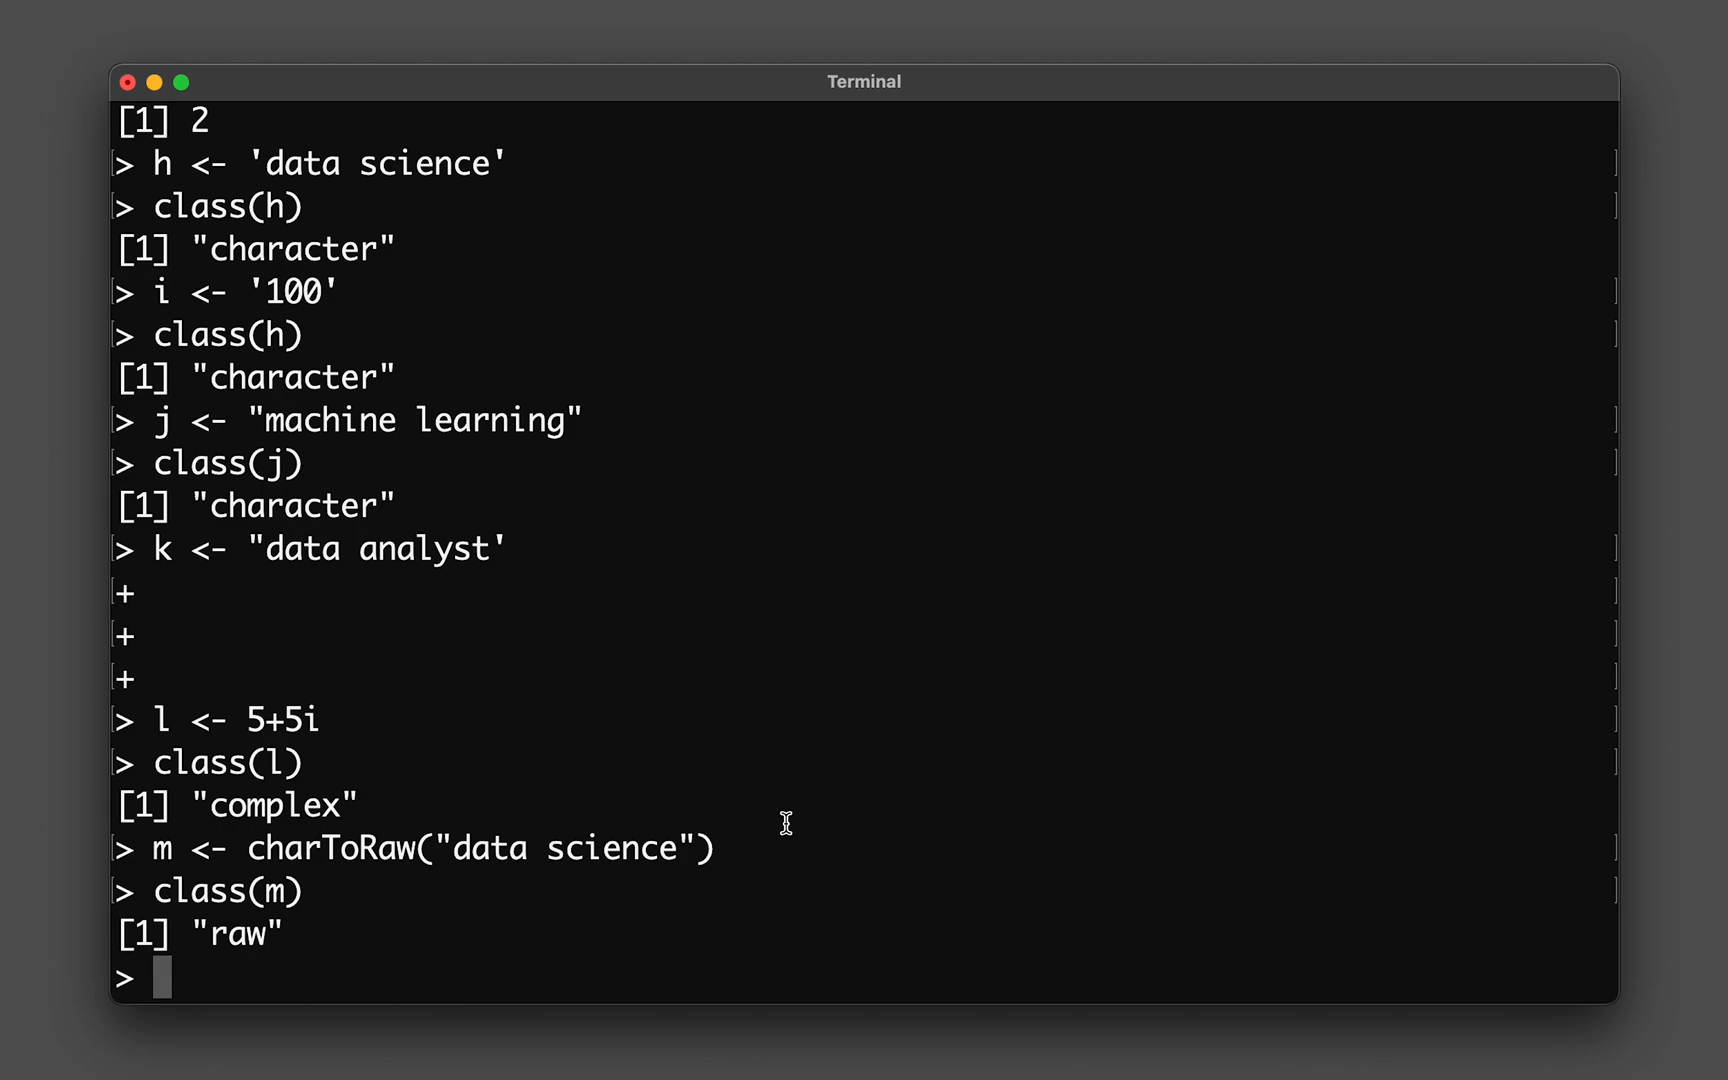 Terminal
[1] 2
> h <- 'data science'
> class(h)
[1] "character"
> i <- '100'
> class(h)
[1] "character"
> j <- "machine learning"
> class(j)
[1] "character"
> k <- "data analyst'
+
+
+
> l <- 5+5i
> class(l)
[1] "complex"
> m <- charToRaw("data science")
> class(m)
[1] "raw"
>